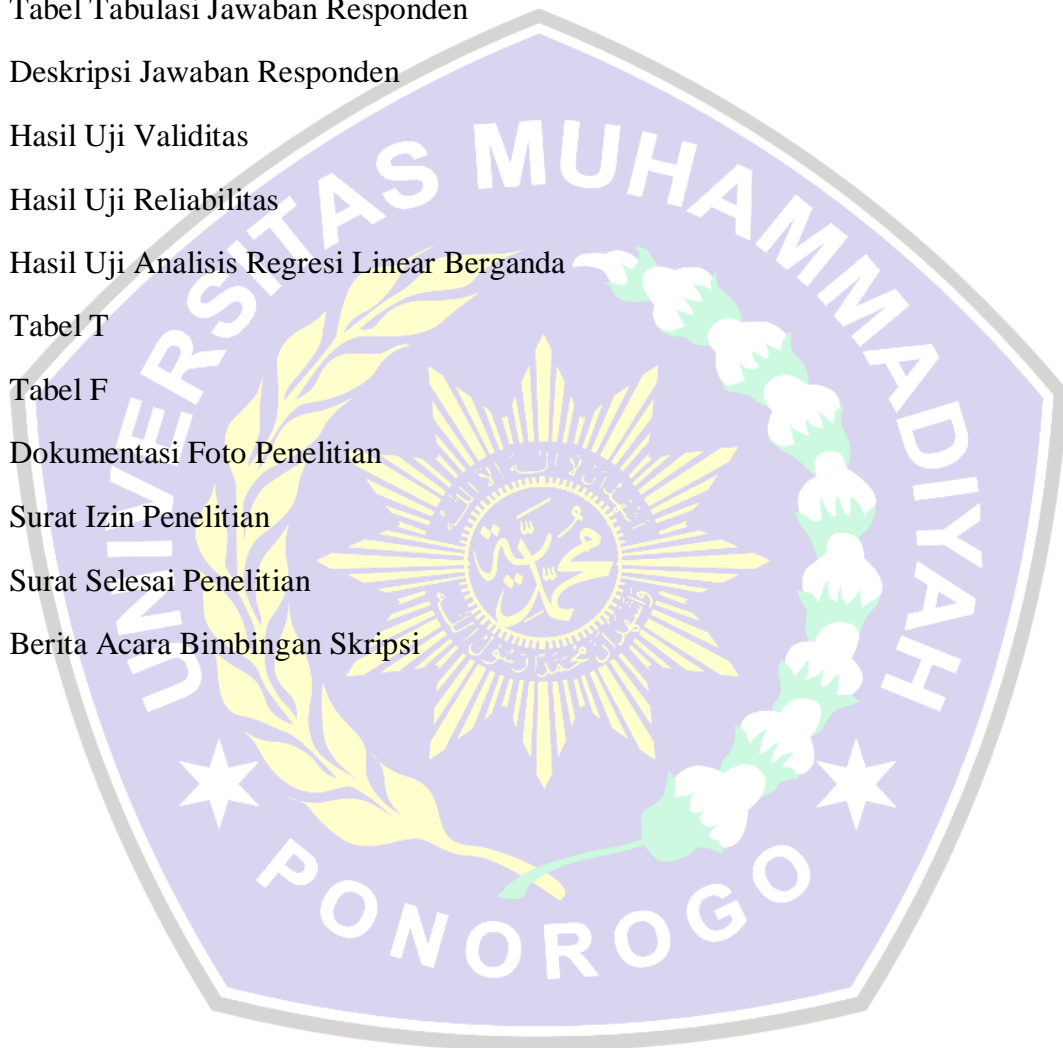 Tabel Tabulasi Jawaban Responden
Deskripsi Jawaban Responden
Hasil Uji Validitas
Hasil Uji Reliabilitas
Hasil Uji Analisis Regresi Linear Berganda
Tabel T
Tabel F
Dokumentasi Foto Penelitian
Surat Izin Penelitian
Surat Selesai Penelitian
Berita Acara Bimbingan Skripsi
UNIVERSITAS MUHAMMADIYAH
PONOROGO
محمدية